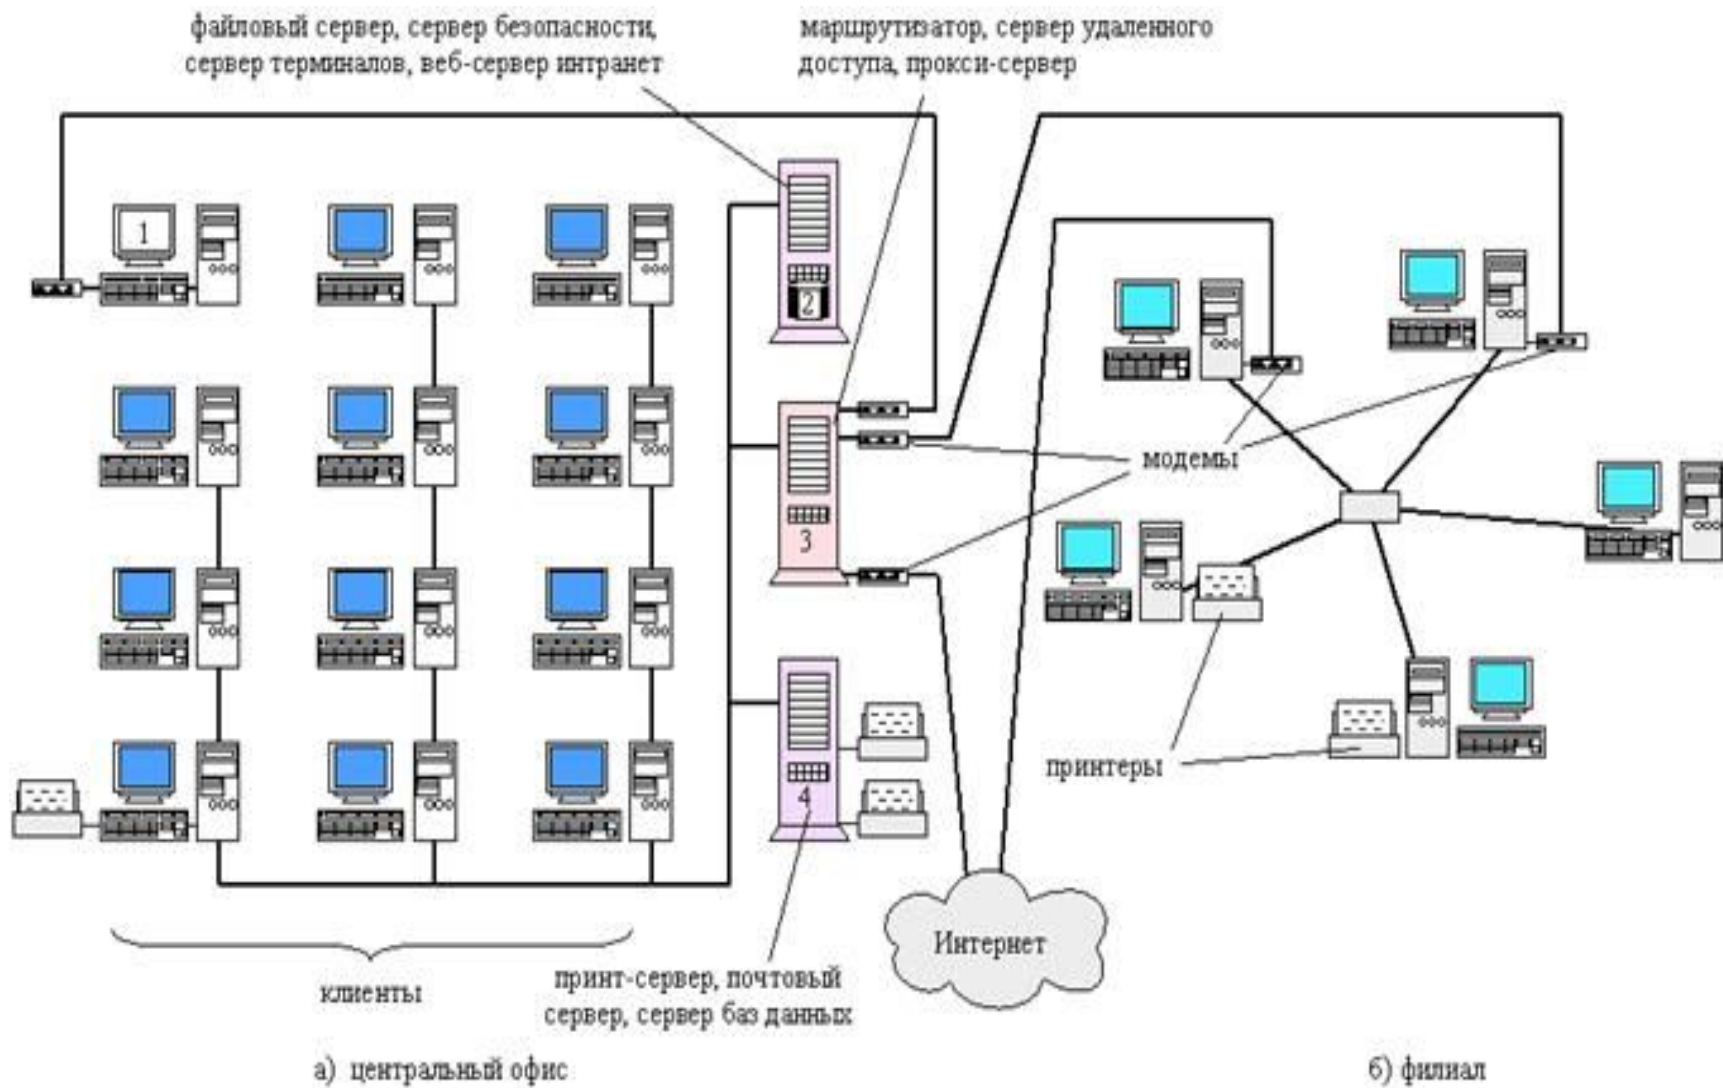 файловый сервер, сервер безопасности,
сервер терминалов, веб-сервер интранет
маршрутизатор, сервер удаленного
доступа, прокси-сервер
1
2
3
4
модемы
принтеры
Интернет
клиенты
принт-сервер, почтовый
сервер, сервер баз данных
а) центральный офис
б) филиал